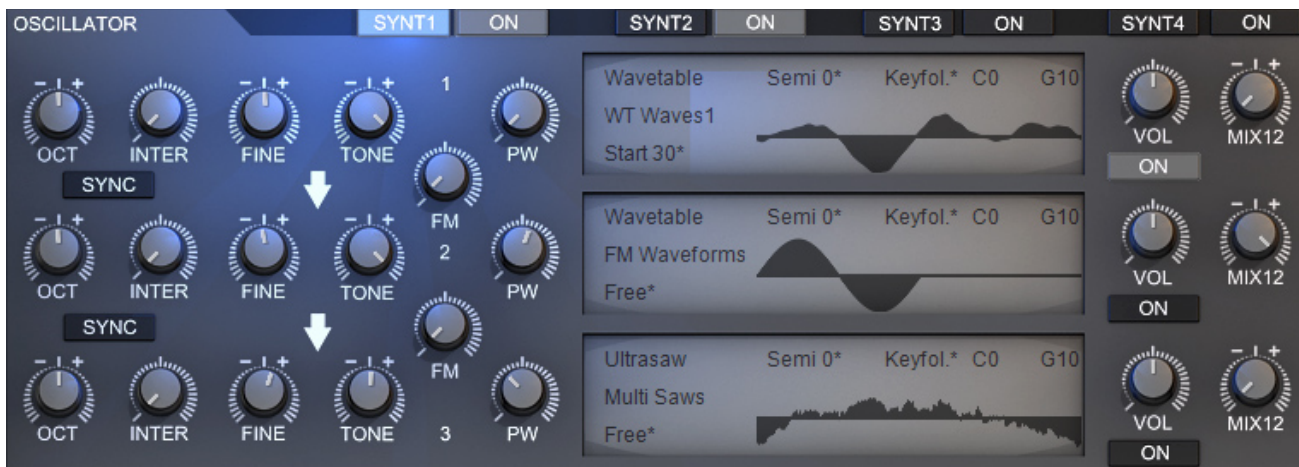 OSCILLATOR SYNT1 ON SYNT2 ON SYNT3 ON SYNT4 ON
1
OCT INTER FINE TONE PW
Wavetable Semi 0* Keyfol.* C0 G10
WT Waves1
Start 30*
VOL MIX12
ON
SYNC
FM
2
OCT INTER FINE TONE PW
Wavetable Semi 0* Keyfol.* C0 G10
FM Waveforms
Free*
VOL MIX12
ON
SYNC
FM
OCT INTER FINE TONE 3 PW
Ultrasaw Semi 0* Keyfol.* C0 G10
Multi Saws
Free*
VOL MIX12
ON